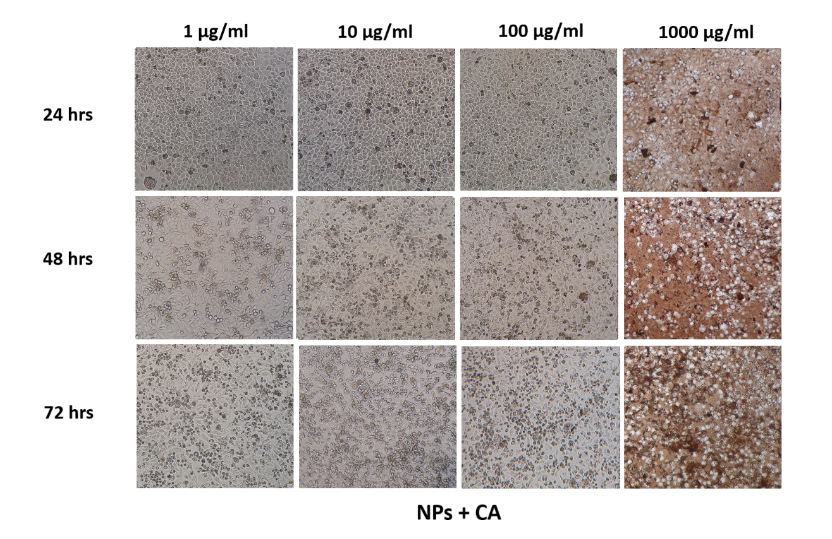 1 µg/ml 10 µg/ml 100 µg/ml 1000 µg/ml
24 hrs
48 hrs
72 hrs
NPs + CA